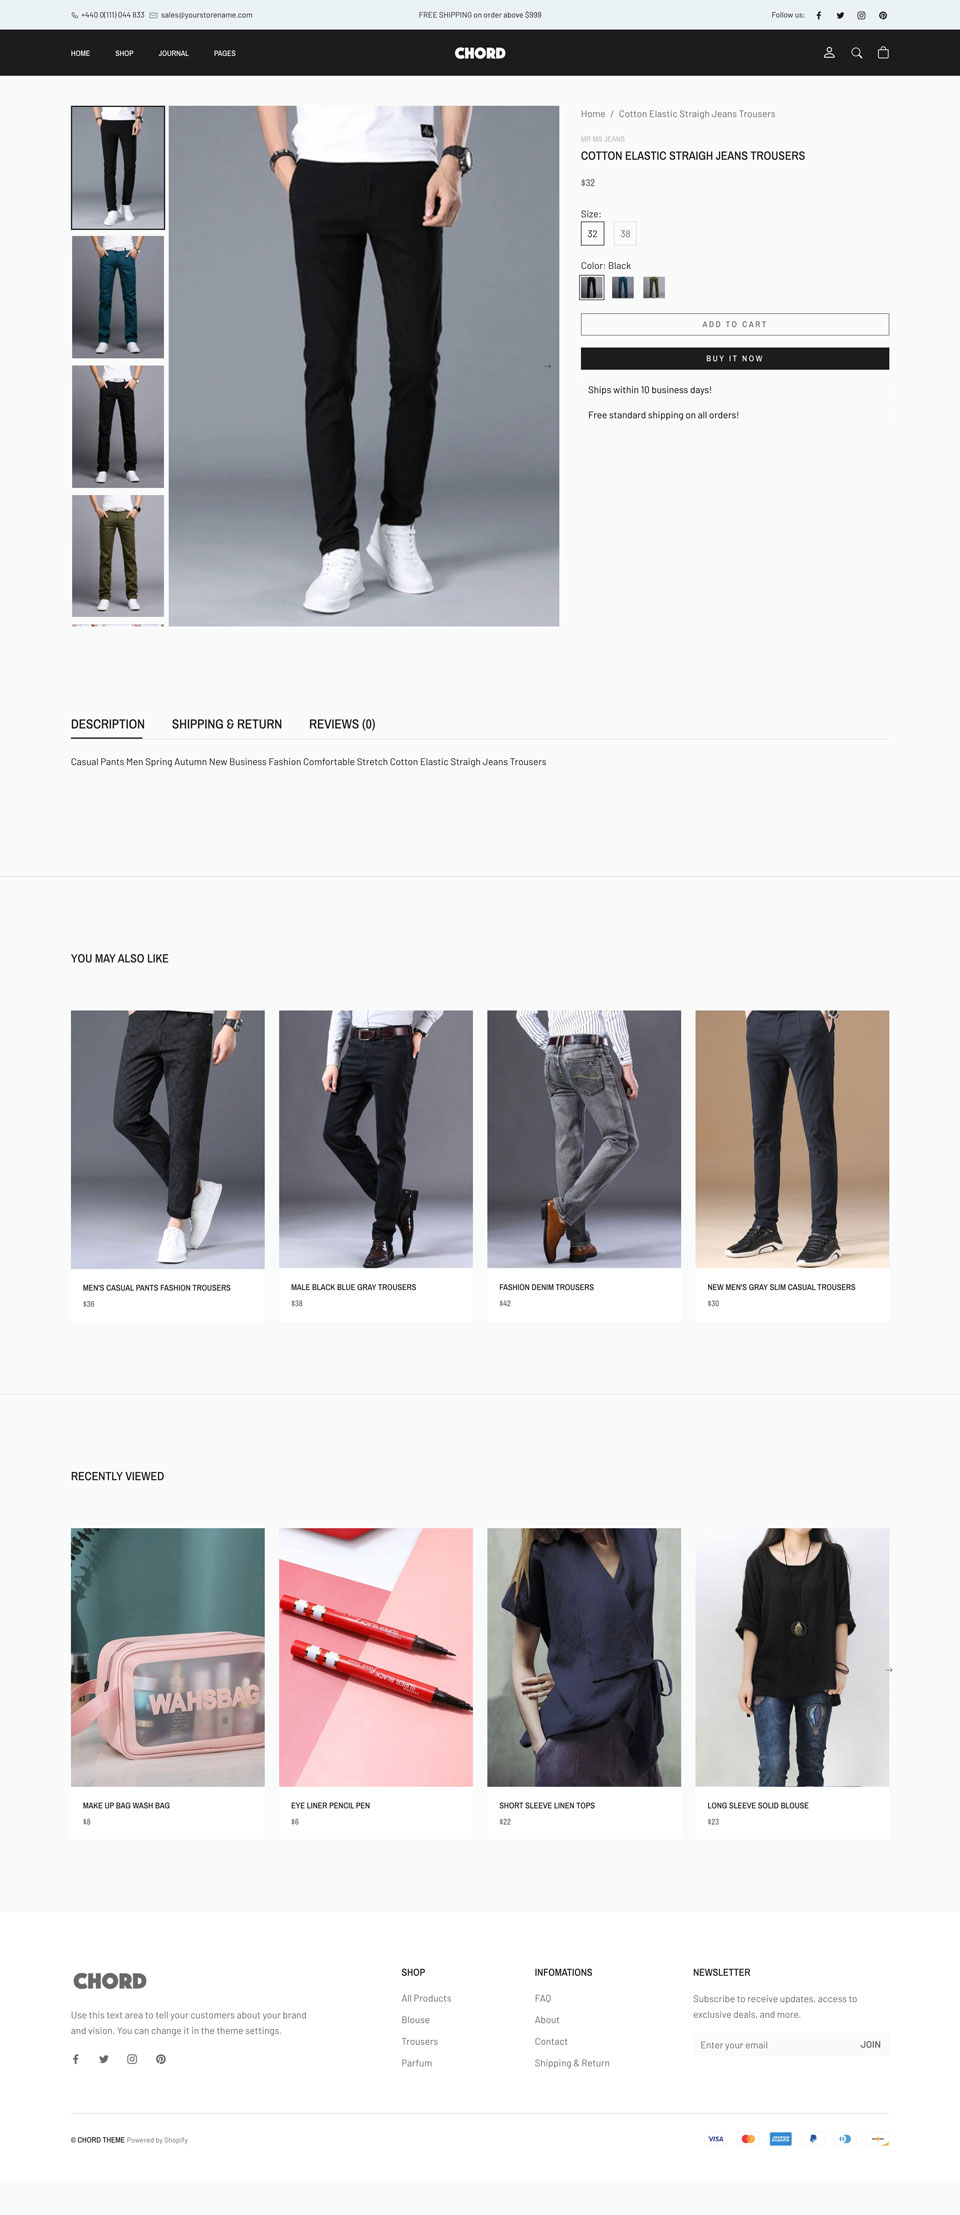 +440 0(111) 044 833 sales@yourstorename.com FREE SHIPPING on order above $999 Follow us:
HOME SHOP JOURNAL PAGES CHORD
Home / Cotton Elastic Straigh Jeans Trousers
MR MS JEANS
COTTON ELASTIC STRAIGH JEANS TROUSERS
$32
Size:
32 38
Color: Black
ADD TO CART
BUY IT NOW
Ships within 10 business days!
Free standard shipping on all orders!
DESCRIPTION SHIPPING & RETURN REVIEWS (0)
Casual Pants Men Spring Autumn New Business Fashion Comfortable Stretch Cotton Elastic Straigh Jeans Trousers
YOU MAY ALSO LIKE
MEN'S CASUAL PANTS FASHION TROUSERS
$36
MALE BLACK BLUE GRAY TROUSERS
$38
FASHION DENIM TROUSERS
$42
NEW MEN'S GRAY SLIM CASUAL TROUSERS
$30
RECENTLY VIEWED
WAHSBAG
MAKE UP BAG WASH BAG
$8
EYE LINER PENCIL PEN
$6
SHORT SLEEVE LINEN TOPS
$22
LONG SLEEVE SOLID BLOUSE
$23
CHORD
Use this text area to tell your customers about your brand
and vision. You can change it in the theme settings.
SHOP
All Products
Blouse
Trousers
Parfum
INFOMATIONS
FAQ
About
Contact
Shipping & Return
NEWSLETTER
Subscribe to receive updates, access to
exclusive deals, and more.
Enter your email JOIN
© CHORD THEME Powered by Shopify
VISA